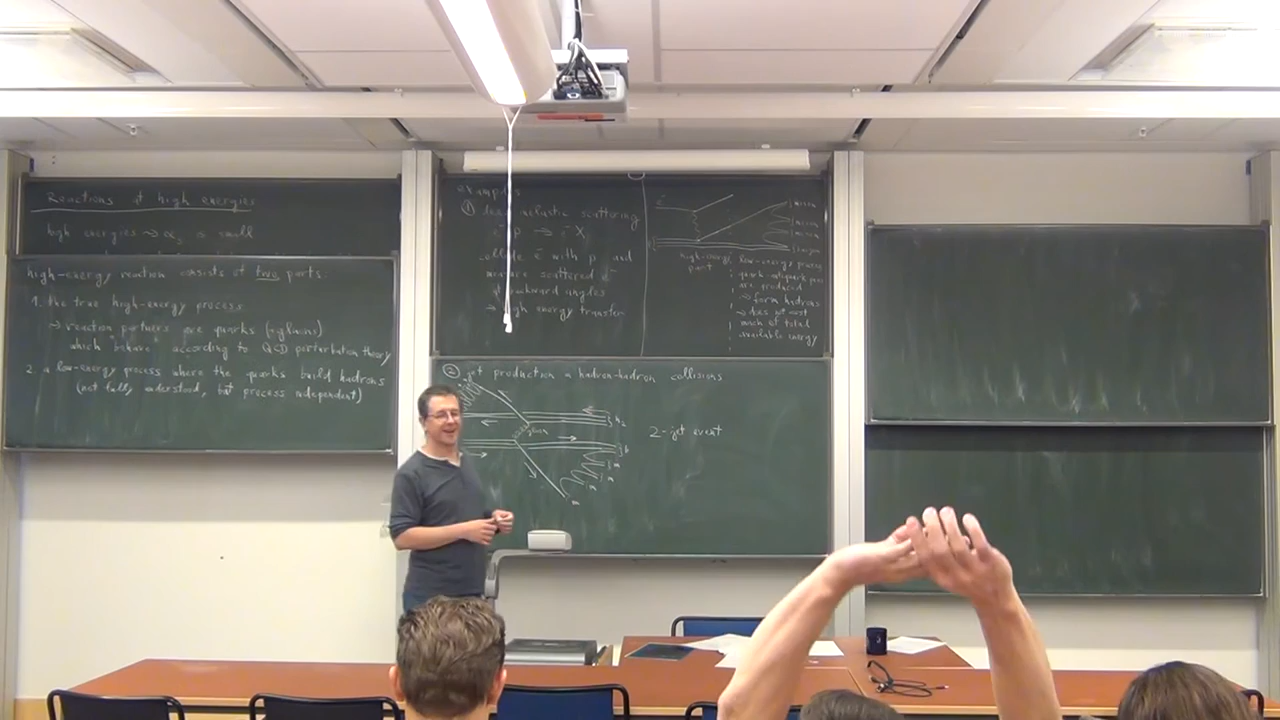 Reactions at high energies
high energies → αs is small
high-energy reaction consists of two parts:
1. the true high-energy process
→ reaction partners are quarks (gluons)
which "behave" according to QCD perturbation theory
2. a low-energy process where the quarks build hadrons
(not fully understood, but process independent)
examples
① deep inelastic scattering
e⁻ p → e⁻ X
collide e⁻ with p and
measure scattered e⁻
at backward angles
→ high energy transfer
e⁻
high-energy
part
low-energy process
quark-antiquark pairs
are produced
→ form hadrons
→ does not cost
much of total
available energy
② jet production in hadron-hadron collisions
h₂
2-jet event